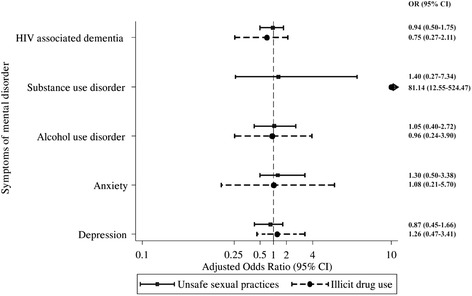 OR (95% CI)
HIV associated dementia
0.94 (0.50-1.75)
0.75 (0.27-2.11)
Substance use disorder
1.40 (0.27-7.34)
81.14 (12.55-524.47)
Alcohol use disorder
1.05 (0.40-2.72)
0.96 (0.24-3.90)
Anxiety
1.30 (0.50-3.38)
1.08 (0.21-5.70)
Depression
0.87 (0.45-1.66)
1.26 (0.47-3.41)
Symptoms of mental disorder
0.1 0.25 0.5 1 2 4 10
Adjusted Odds Ratio (95% CI)
Unsafe sexual practices Illicit drug use